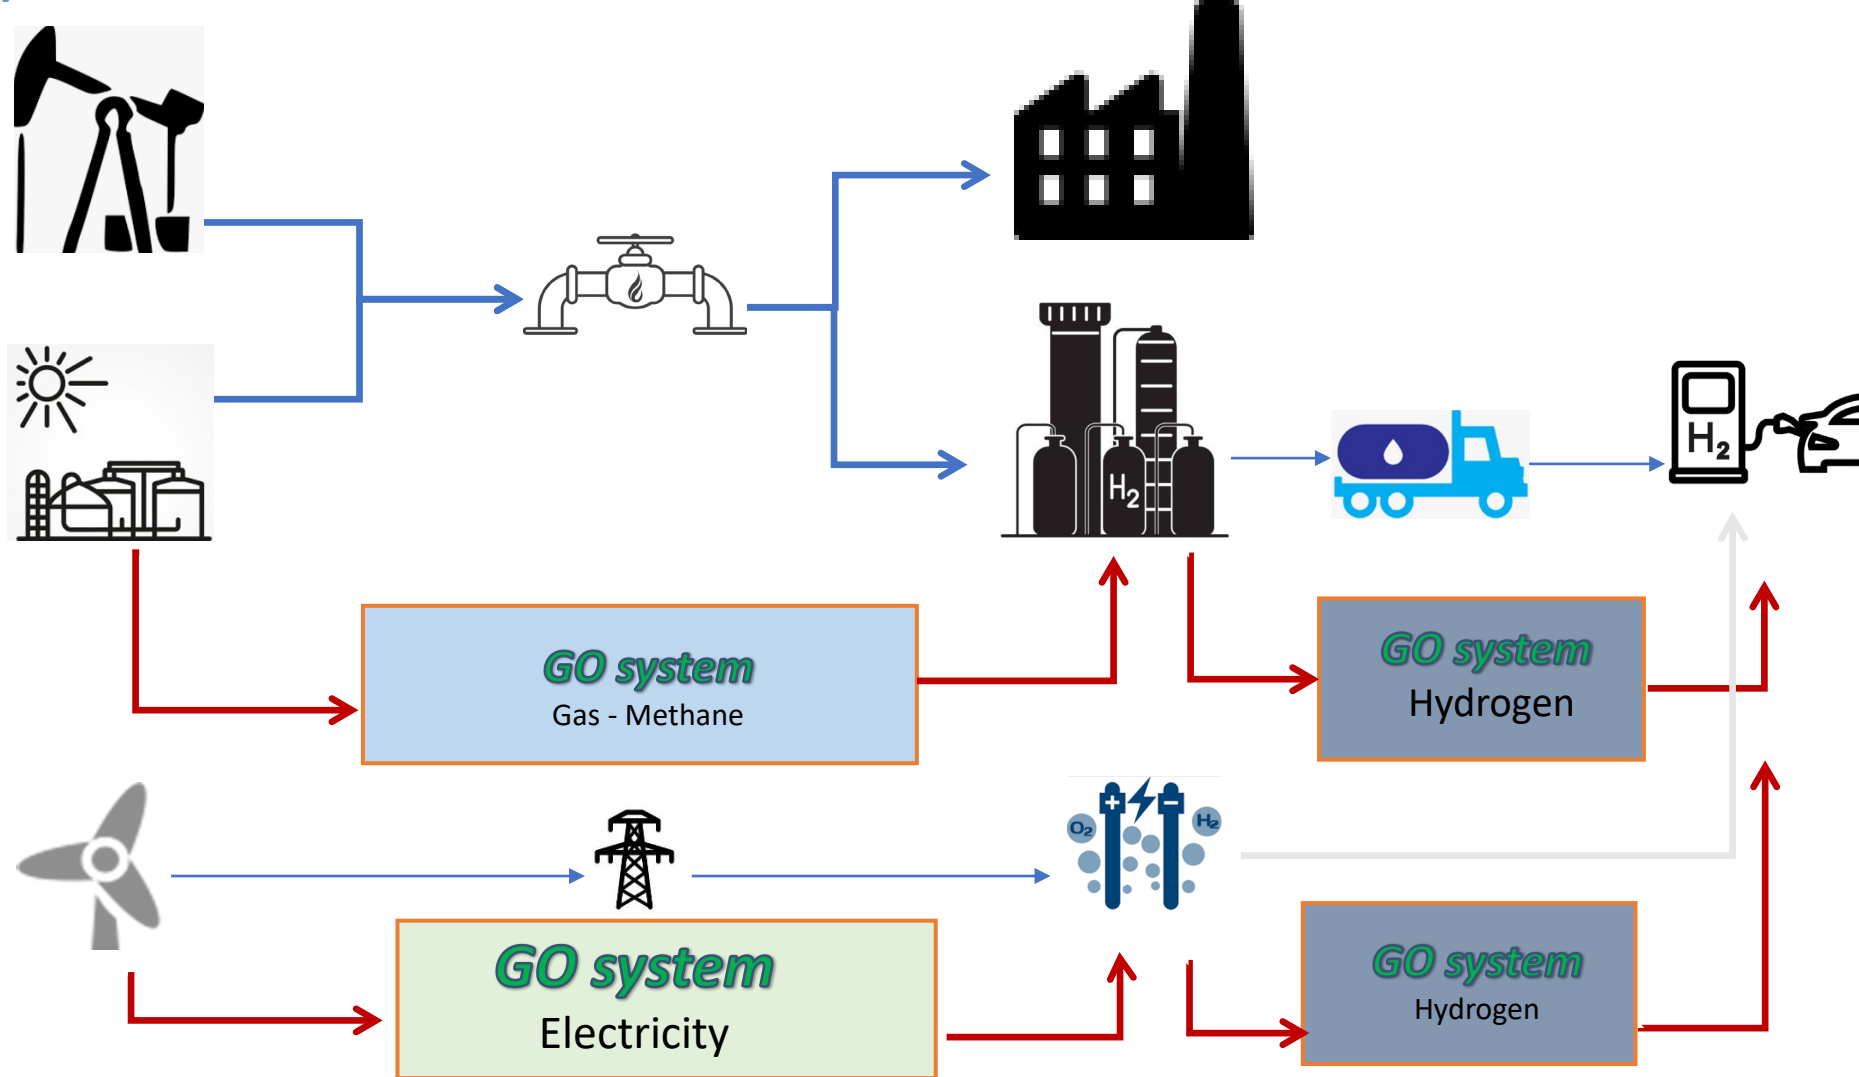 H2
H2
GO system
Gas - Methane
GO system
Hydrogen
+
−
O2
H2
GO system
Electricity
GO system
Hydrogen